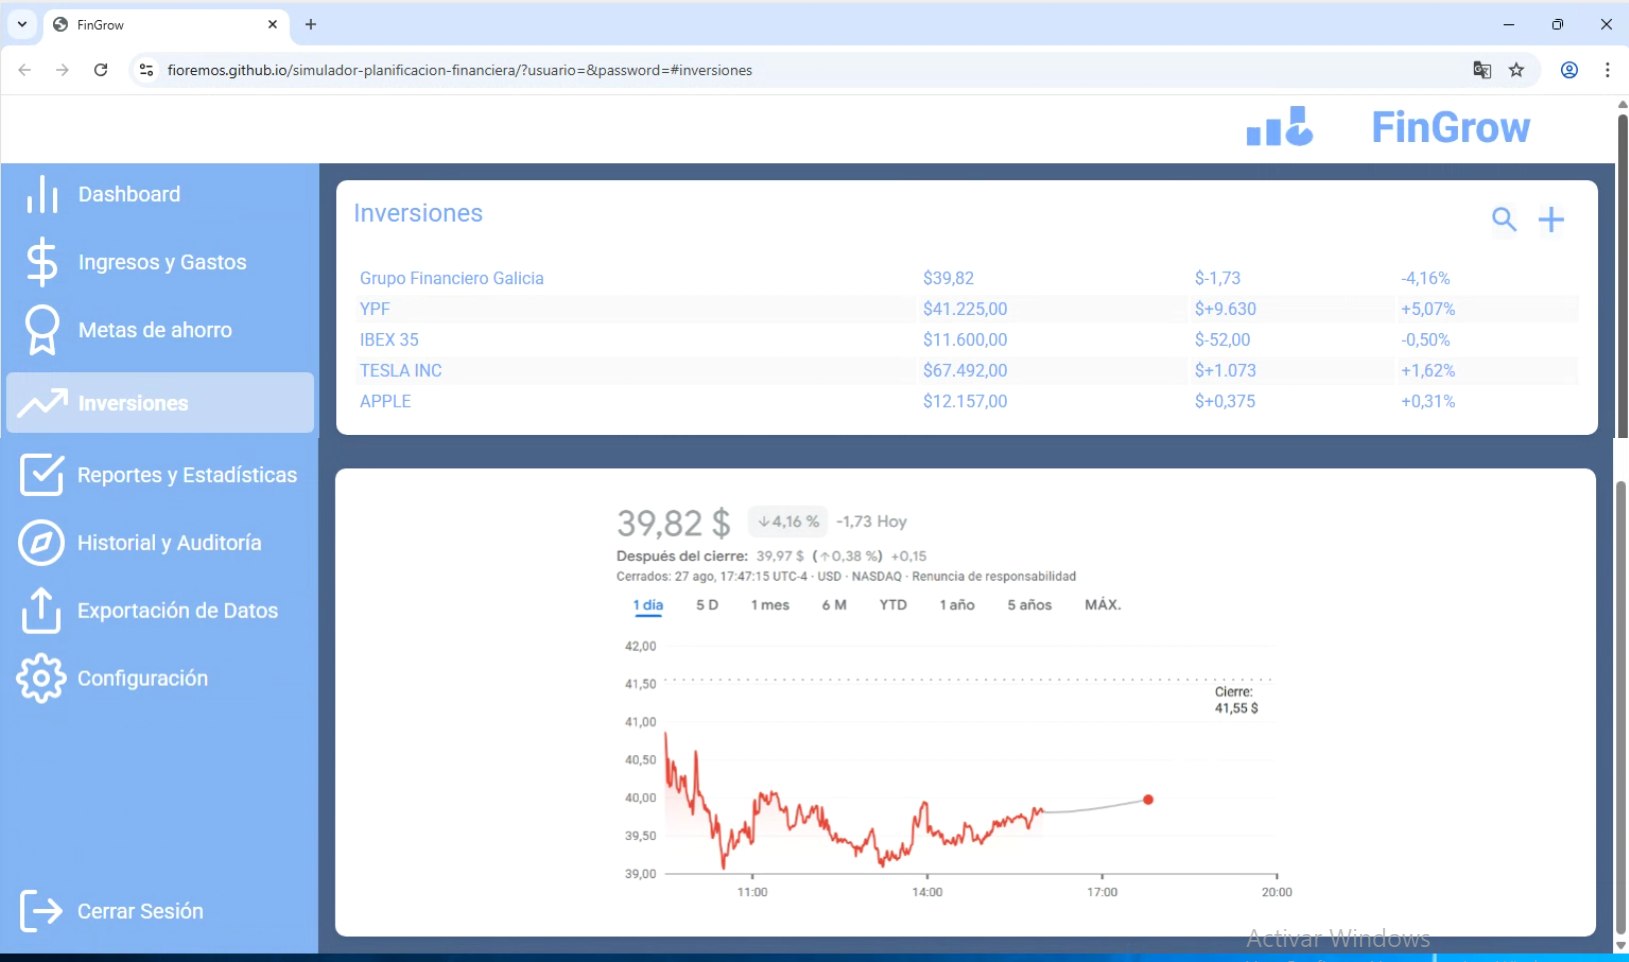 FinGrow
fioremos.github.io/simulador-planificacion-financiera/?usuario=&password=#inversiones
FinGrow
Dashboard
Ingresos y Gastos
Metas de ahorro
Inversiones
Reportes y Estadísticas
Historial y Auditoría
Exportación de Datos
Configuración
Cerrar Sesión
Inversiones
Grupo Financiero Galicia $39,82 $-1,73 -4,16%
YPF $41.225,00 $+9.630 +5,07%
IBEX 35 $11.600,00 $-52,00 -0,50%
TESLA INC $67.492,00 $+1.073 +1,62%
APPLE $12.157,00 $+0,375 +0,31%
39,82 $ ↓4,16 % -1,73 Hoy
Después del cierre: 39,97 $ (↑0,38 %) +0,15
Cerrados: 27 ago, 17:47:15 UTC-4 · USD · NASDAQ · Renuncia de responsabilidad
1 día 5 D 1 mes 6 M YTD 1 año 5 años MÁX.
42,00
41,50
Cierre:
41,55 $
41,00
40,50
40,00
39,50
39,00
11:00 14:00 17:00 20:00
Activar Windows